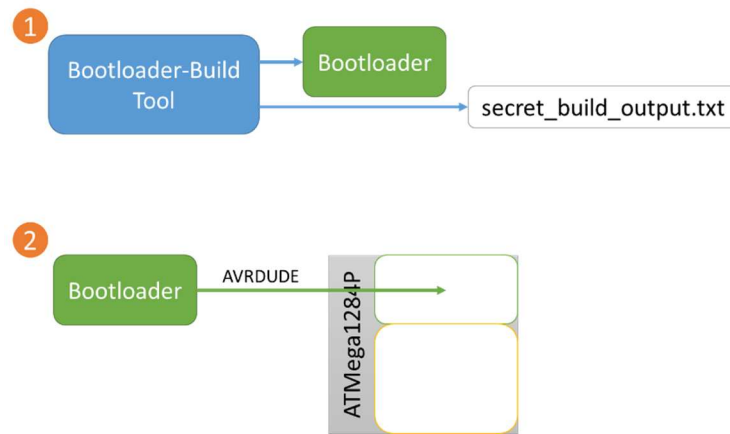 1
Bootloader-Build
Tool
Bootloader
secret_build_output.txt
2
Bootloader
AVRDUDE
ATMega1284P